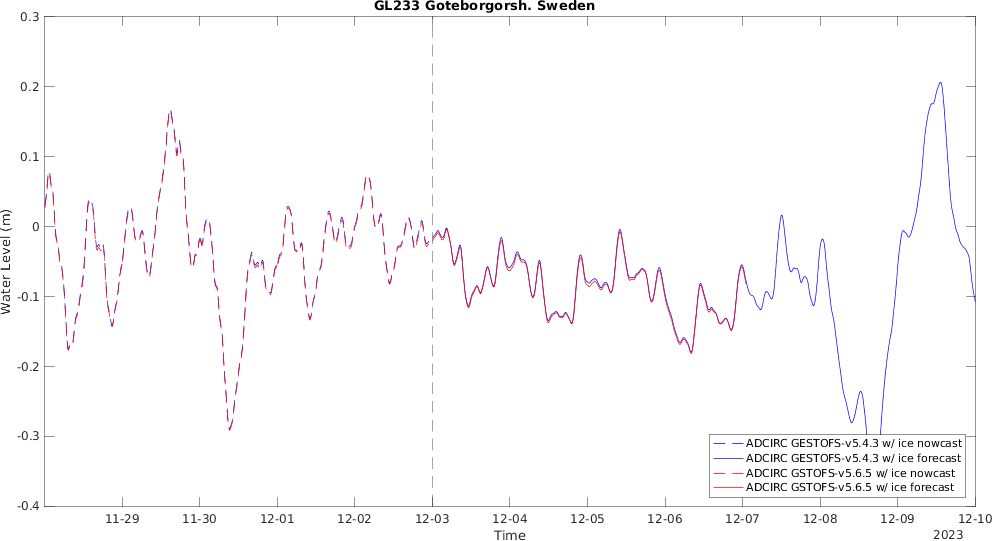 GL233 Goteborgorsh. Sweden
0.3
0.2
0.1
0
-0.1
-0.2
-0.3
-0.4
Water Level (m)
ADCIRC GESTOFS-v5.4.3 w/ ice nowcast
ADCIRC GESTOFS-v5.4.3 w/ ice forecast
ADCIRC GSTOFS-v5.6.5 w/ ice nowcast
ADCIRC GSTOFS-v5.6.5 w/ ice forecast
11-29 11-30 12-01 12-02 12-03 12-04 12-05 12-06 12-07 12-08 12-09 12-10
Time
2023